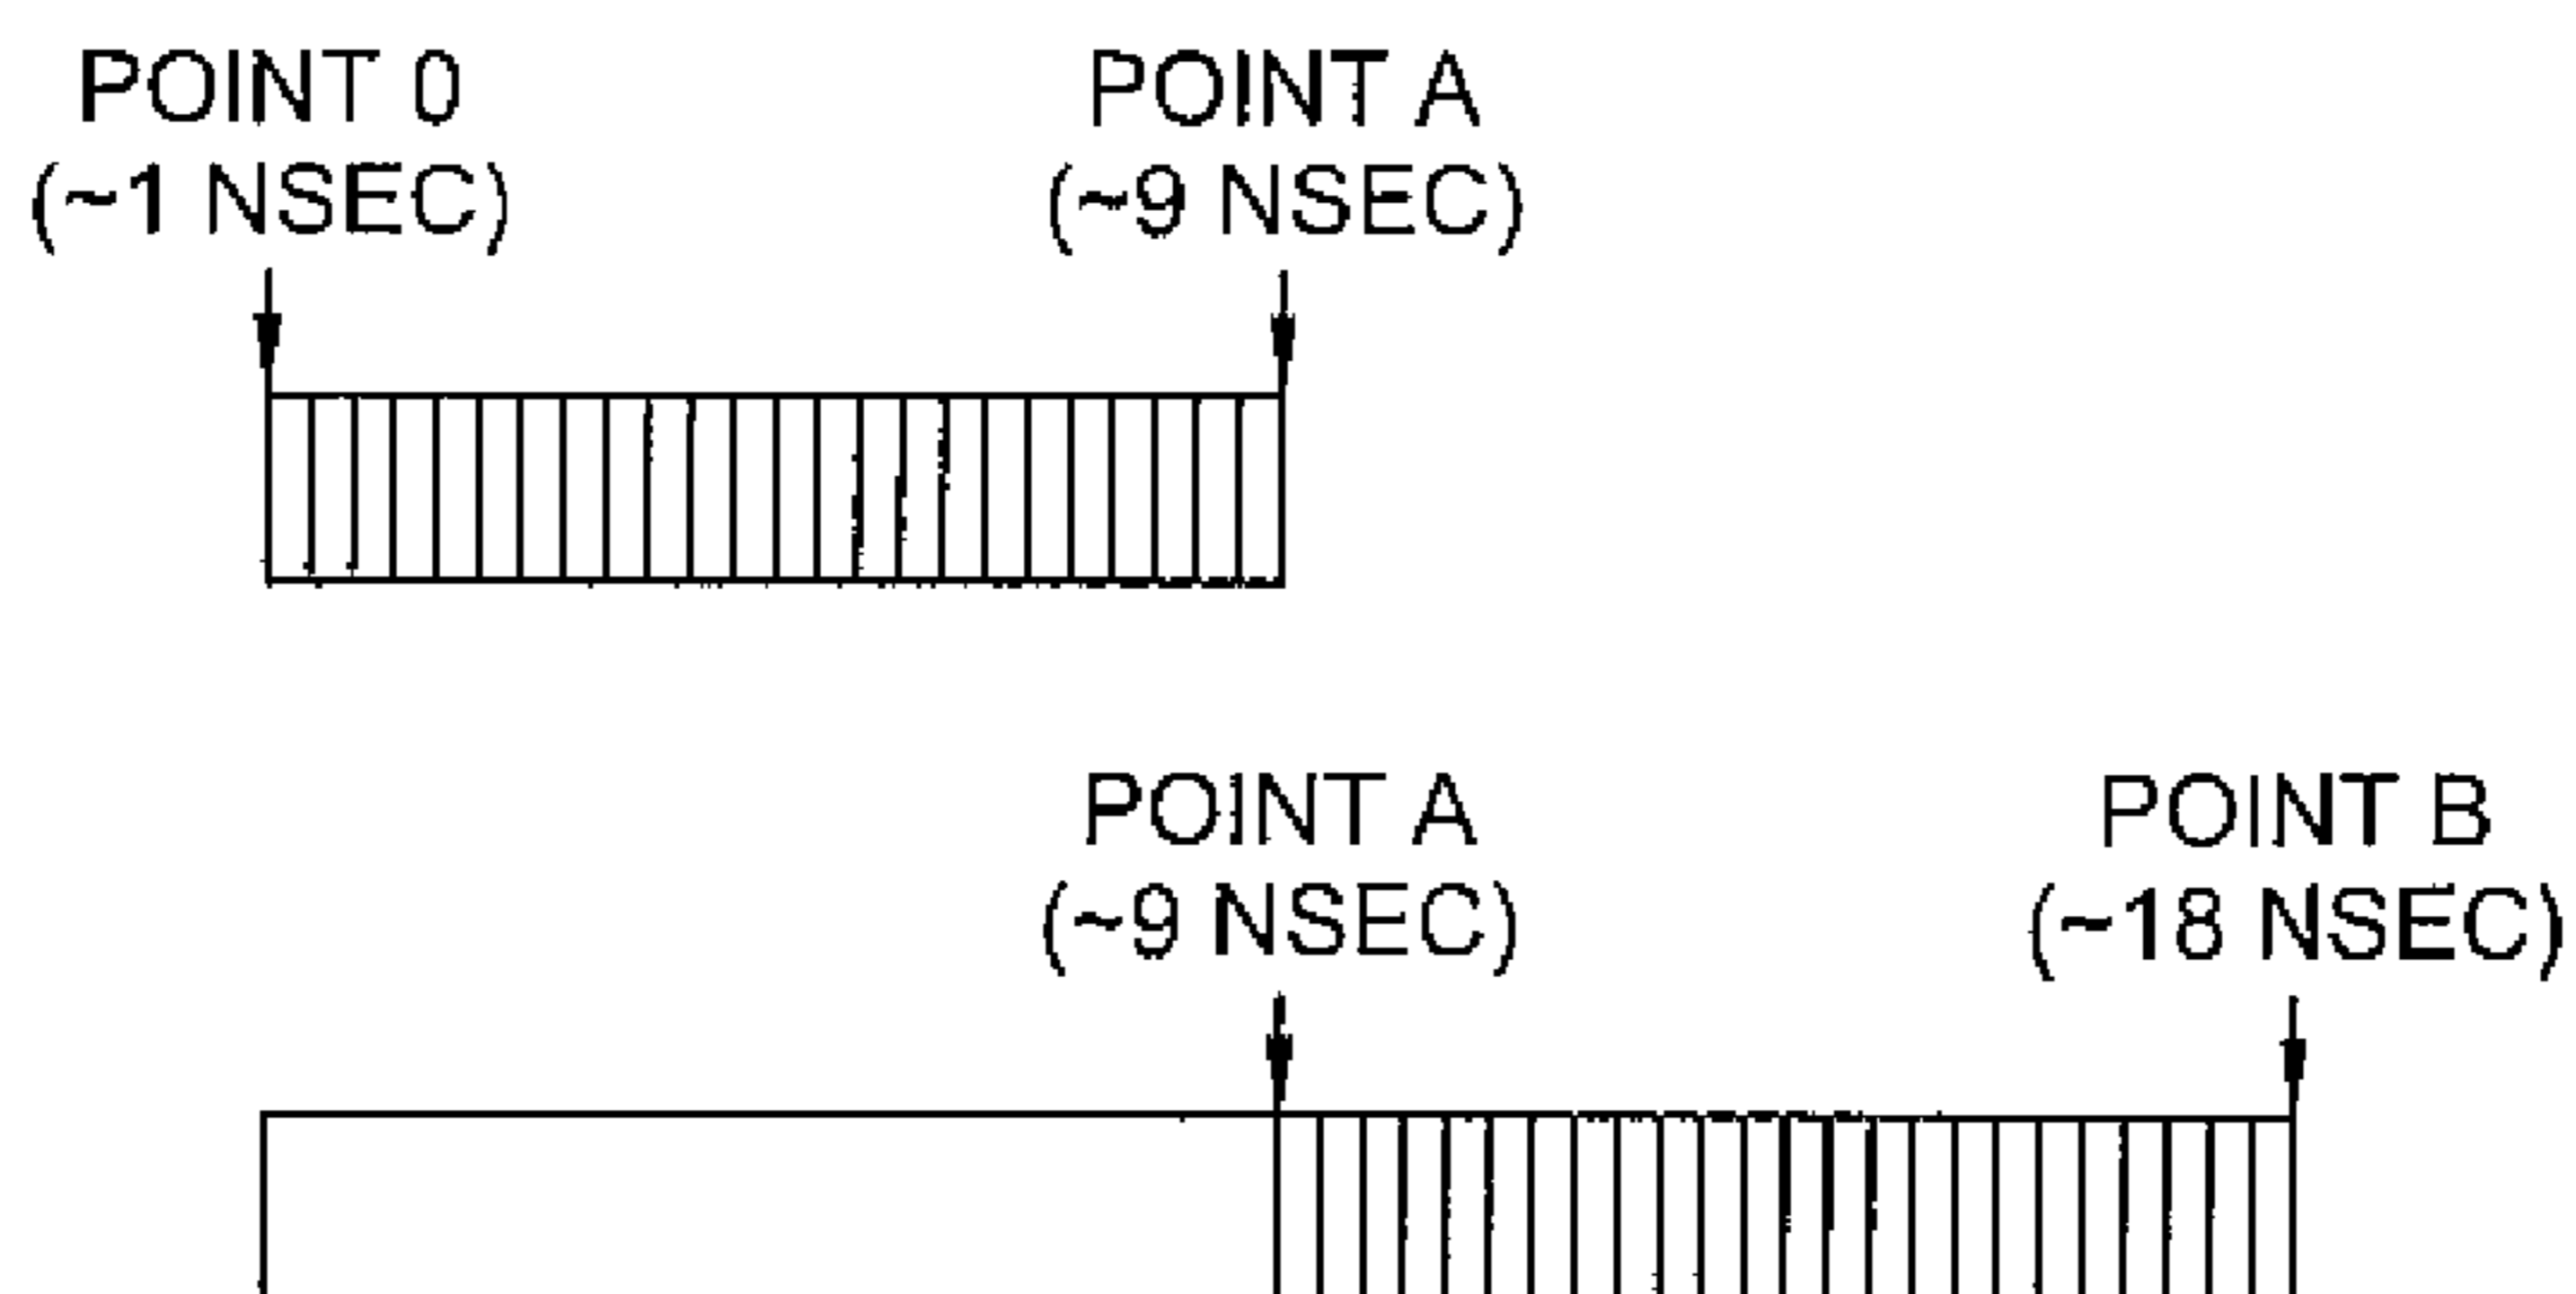 POINT 0
(~1 NSEC)
POINT A
(~9 NSEC)
POINT A
(~9 NSEC)
POINT B
(~18 NSEC)